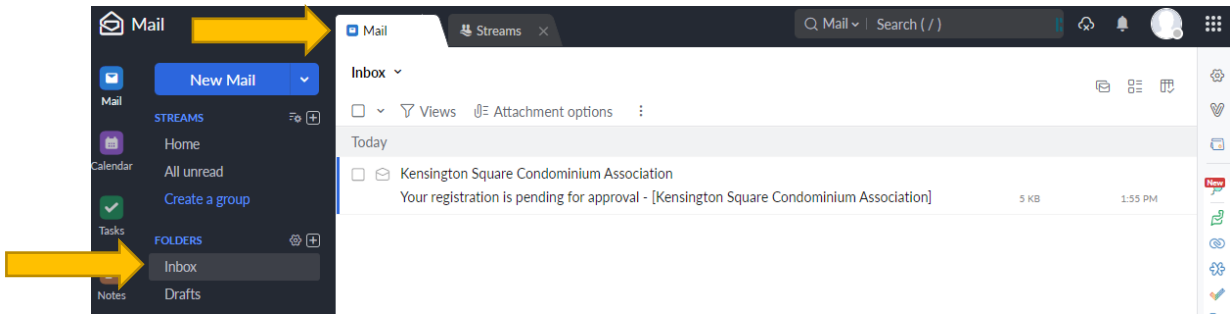 Mail
Mail
Streams
Mail
Search ( / )
Mail
Calendar
Tasks
Notes
New Mail
STREAMS
Home
All unread
Create a group
FOLDERS
Inbox
Drafts
Inbox
Views
Attachment options
Today
Kensington Square Condominium Association
Your registration is pending for approval - [Kensington Square Condominium Association]
5 KB
1:55 PM
New